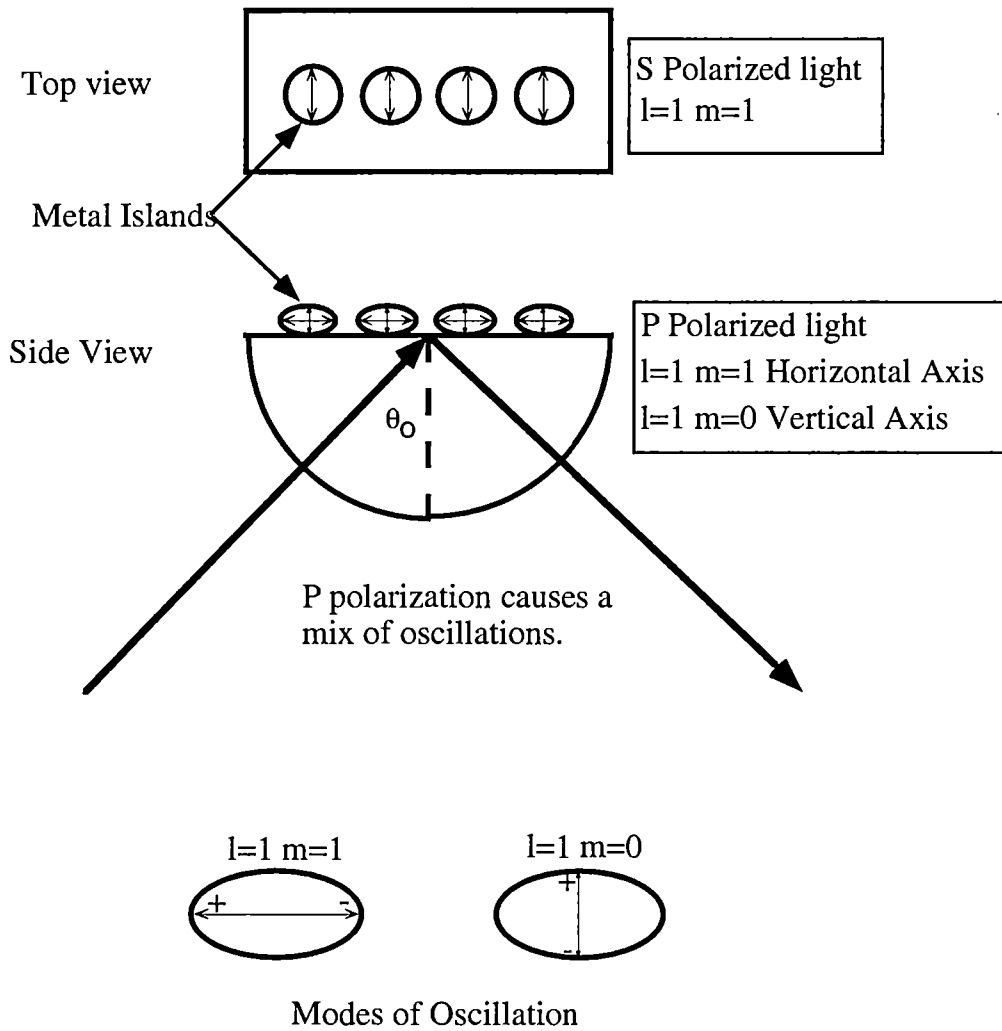 Top view
S Polarized light
l=1 m=1
Metal Islands
Side View
P Polarized light
l=1 m=1 Horizontal Axis
l=1 m=0 Vertical Axis
θo
P polarization causes a
mix of oscillations.
l=1 m=1
l=1 m=0
+ -
+
-
Modes of Oscillation